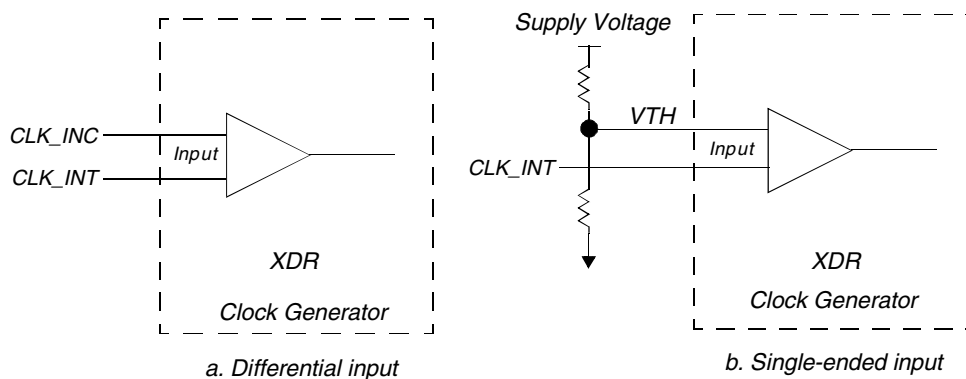 CLK_INC
CLK_INT
Input
XDR
Clock Generator
a. Differential input
Supply Voltage
VTH
CLK_INT
Input
XDR
Clock Generator
b. Single-ended input